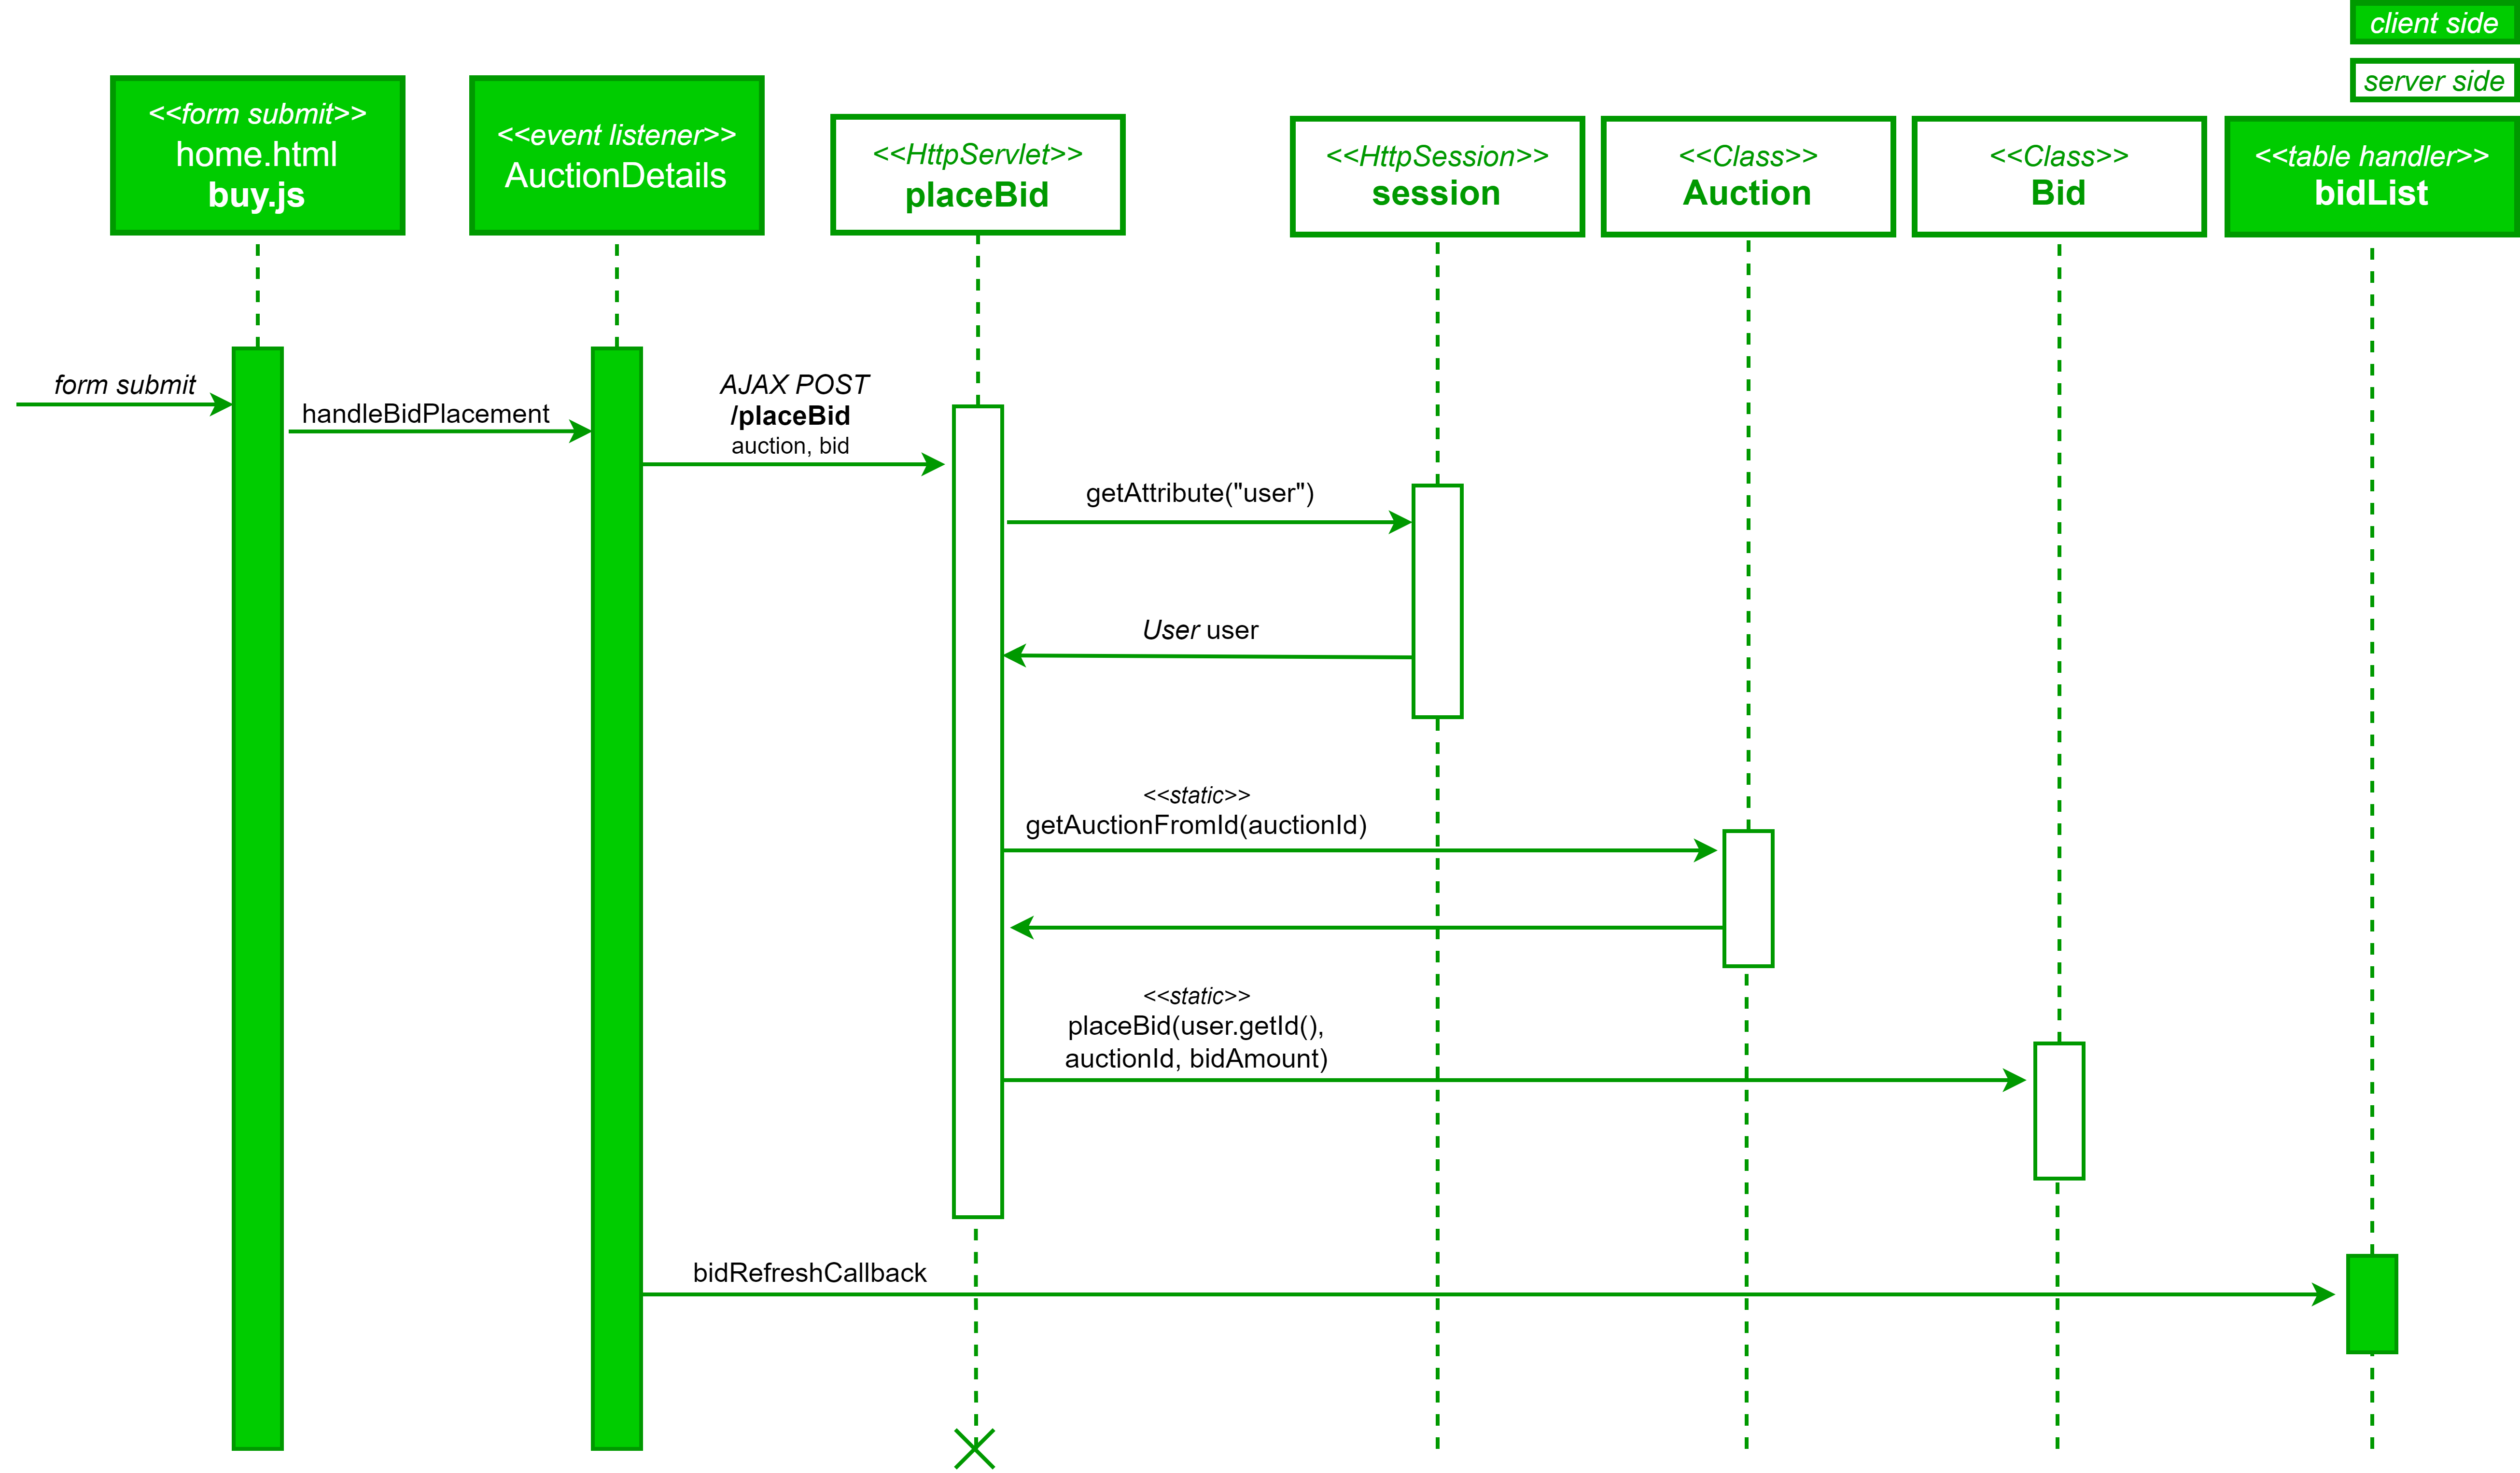 client side
server side
<<form submit>>
home.html
buy.js
<<event listener>>
AuctionDetails
<<HttpServlet>>
placeBid
<<HttpSession>>
session
<<Class>>
Auction
<<Class>>
Bid
<<table handler>>
bidList
form submit
handleBidPlacement
AJAX POST
/placeBid
auction, bid
getAttribute("user")
User user
<<static>>
getAuctionFromId(auctionId)
<<static>>
placeBid(user.getId(),
auctionId, bidAmount)
bidRefreshCallback